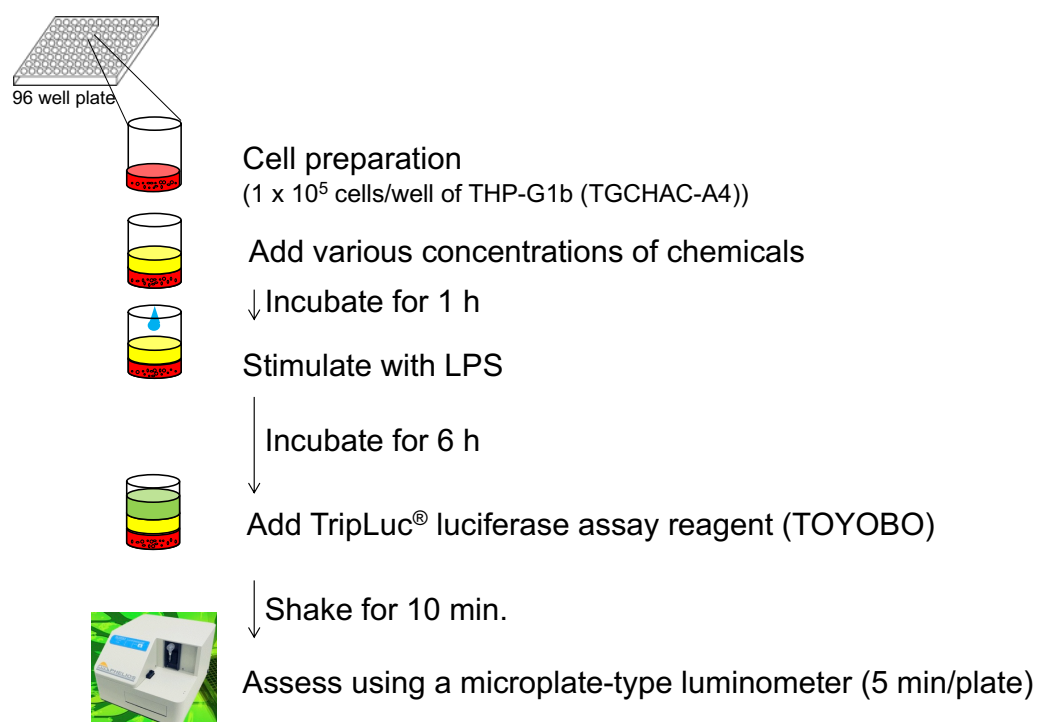 96 well plate
Cell preparation
(1 x 10⁵ cells/well of THP-G1b (TGCHAC-A4))
Add various concentrations of chemicals
Incubate for 1 h
Stimulate with LPS
Incubate for 6 h
Add TripLuc® luciferase assay reagent (TOYOBO)
Shake for 10 min.
Assess using a microplate-type luminometer (5 min/plate)